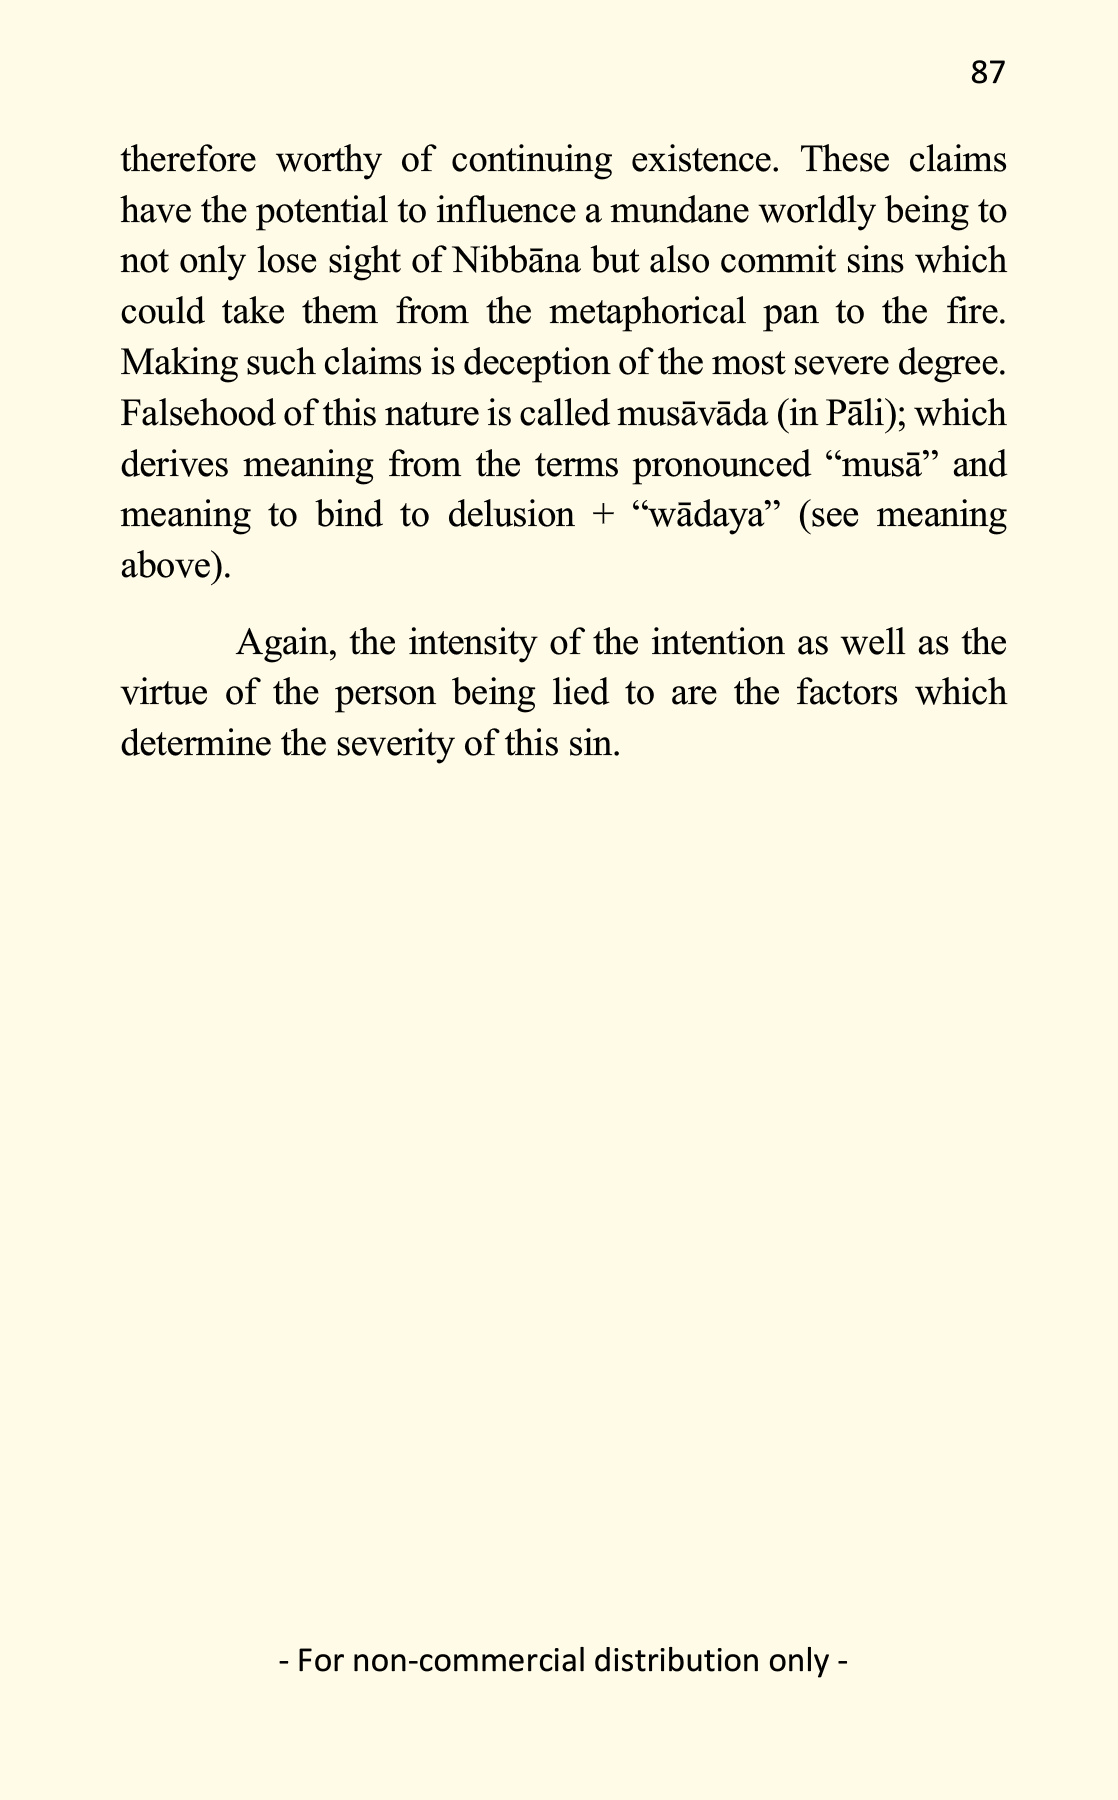 87
therefore worthy of continuing existence. These claims
have the potential to influence a mundane worldly being to
not only lose sight of Nibbāna but also commit sins which
could take them from the metaphorical pan to the fire.
Making such claims is deception of the most severe degree.
Falsehood of this nature is called musāvāda (in Pāli); which
derives meaning from the terms pronounced “musā” and
meaning to bind to delusion + “wādaya” (see meaning
above).
Again, the intensity of the intention as well as the
virtue of the person being lied to are the factors which
determine the severity of this sin.
- For non-commercial distribution only -